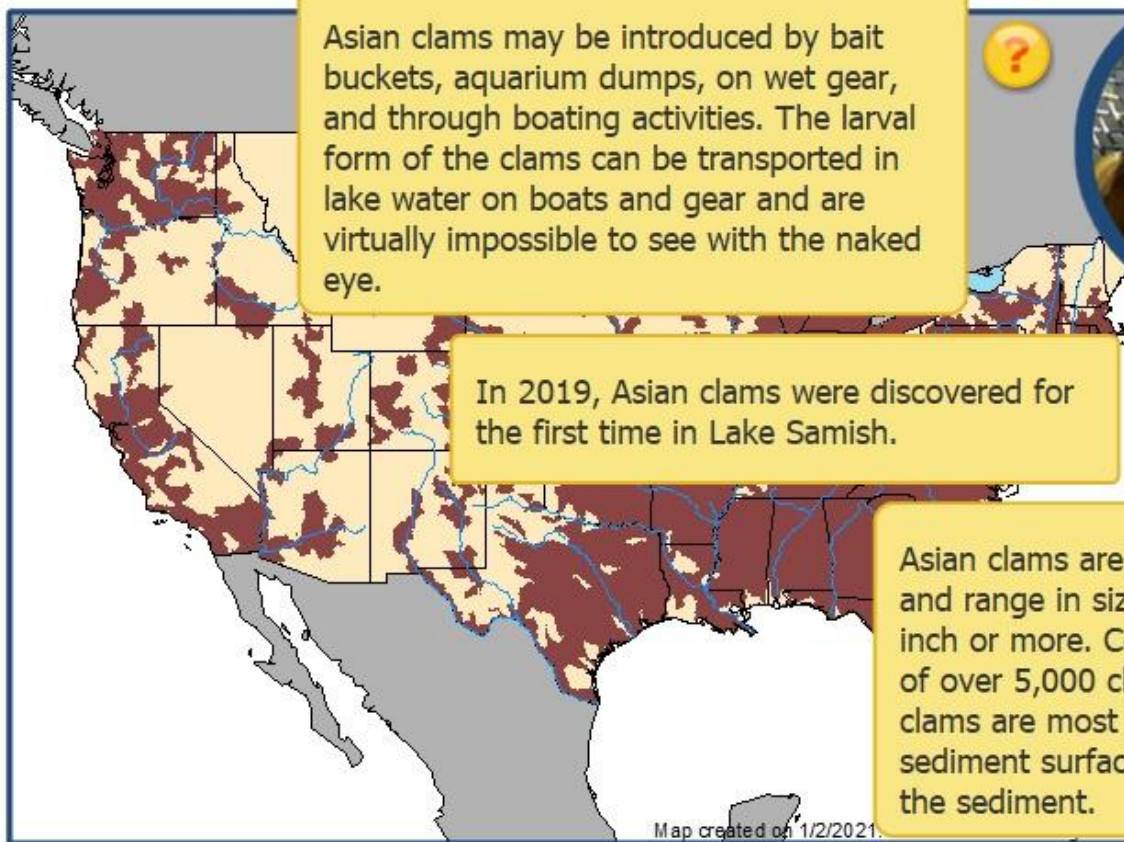 Asian clams may be introduced by bait
buckets, aquarium dumps, on wet gear,
and through boating activities. The larval
form of the clams can be transported in
lake water on boats and gear and are
virtually impossible to see with the naked
eye.
?
In 2019, Asian clams were discovered for
the first time in Lake Samish.
Asian clams are
and range in
inch or more.
of over 5,000
clams are most
sediment
the sediment.
Map created on 1/2/2021.